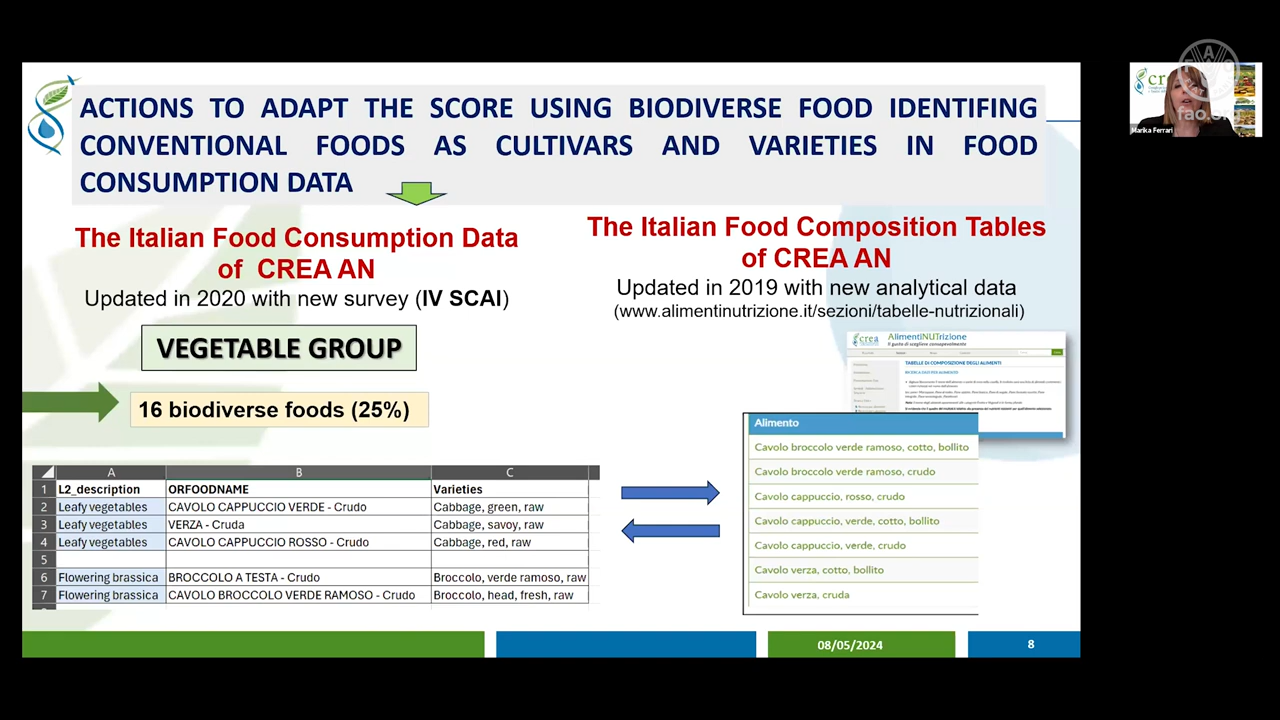 ACTIONS TO ADAPT THE SCORE USING BIODIVERSE FOOD IDENTIFING
CONVENTIONAL FOODS AS CULTIVARS AND VARIETIES IN FOOD
CONSUMPTION DATA
The Italian Food Consumption Data
of CREA AN
Updated in 2020 with new survey (IV SCAI)
VEGETABLE GROUP
16 biodiverse foods (25%)
A B C
1 L2_description ORFOODNAME Varieties
2 Leafy vegetables CAVOLO CAPPUCCIO VERDE - Crudo Cabbage, green, raw
3 Leafy vegetables VERZA - Cruda Cabbage, savoy, raw
4 Leafy vegetables CAVOLO CAPPUCCIO ROSSO - Crudo Cabbage, red, raw
5
6 Flowering brassica BROCCOLO A TESTA - Crudo Broccolo, verde ramoso, raw
7 Flowering brassica CAVOLO BROCCOLO VERDE RAMOSO - Crudo Broccolo, head, fresh, raw
The Italian Food Composition Tables
of CREA AN
Updated in 2019 with new analytical data
(www.alimentinutrizione.it/sezioni/tabelle-nutrizionali)
crea AlimentiNUTrizione
TABELLE DI COMPOSIZIONE DEGLI ALIMENTI
Alimento
Cavolo broccolo verde ramoso, cotto, bollito
Cavolo broccolo verde ramoso, crudo
Cavolo cappuccio, rosso, crudo
Cavolo cappuccio, verde, cotto, bollito
Cavolo cappuccio, verde, crudo
Cavolo verza, cotto, bollito
Cavolo verza, cruda
08/05/2024
8
Marika Ferrari
fao.org